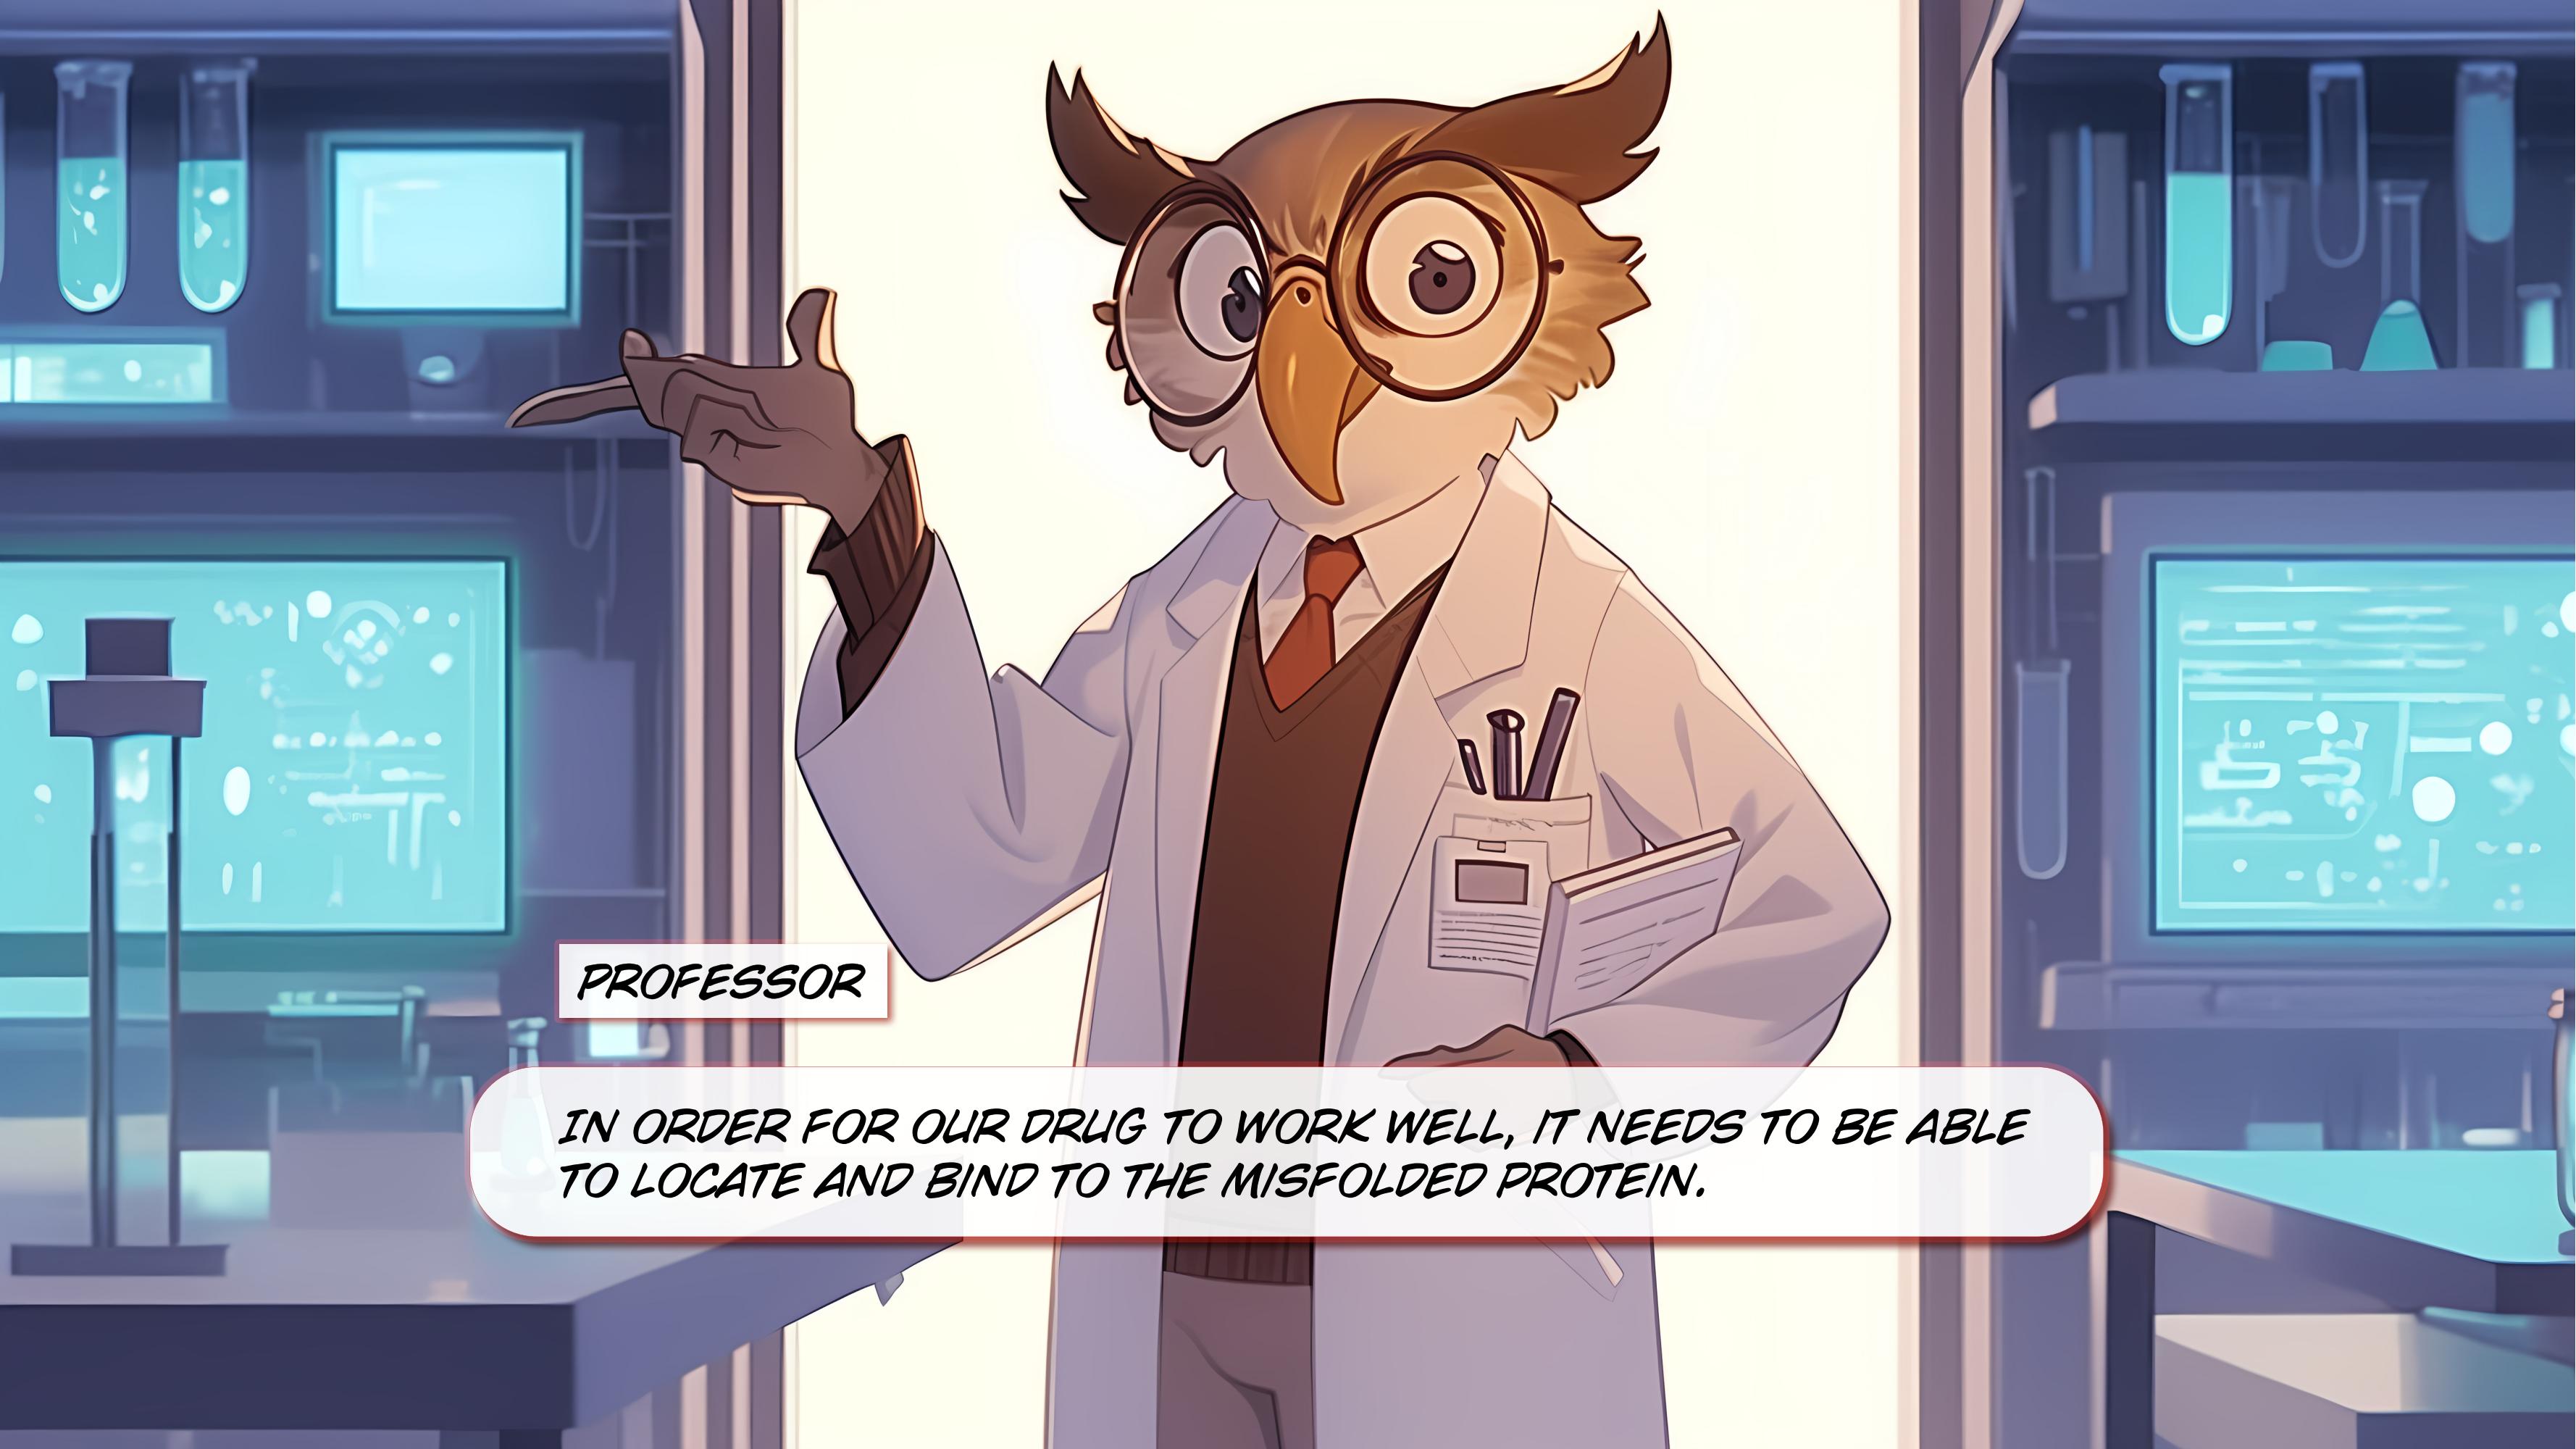 PROFESSOR
IN ORDER FOR OUR DRUG TO WORK WELL, IT NEEDS TO BE ABLE
TO LOCATE AND BIND TO THE MISFOLDED PROTEIN.